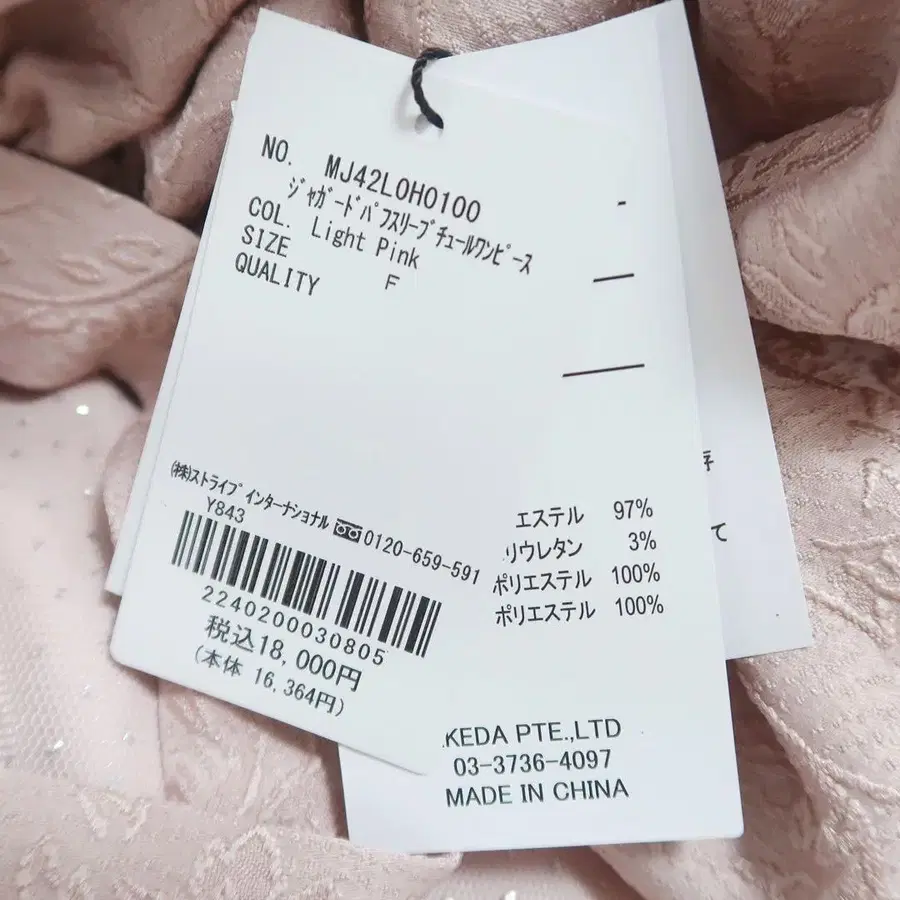 NO. MJ42L0H0100
ジャガードパフスリーブチュールワンピース
COL. Light Pink
SIZE F
QUALITY
(株)ストライプインターナショナル 0120-659-591
Y843
2240200030805
税込18,000円
(本体 16,364円)
エステル 97%
リウレタン 3%
ポリエステル 100%
ポリエステル 100%
KEDA PTE.,LTD
03-3736-4097
MADE IN CHINA
て